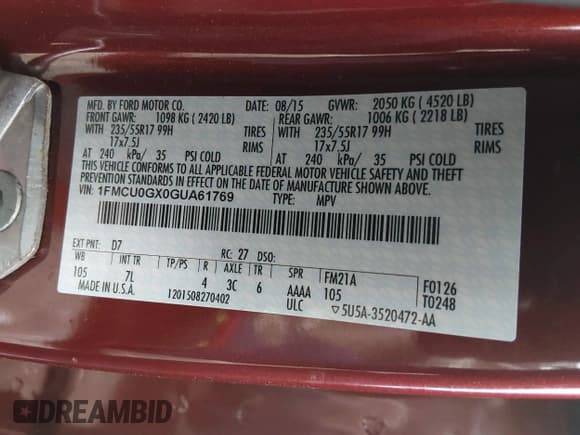 MFD. BY FORD MOTOR CO. DATE: 08/15 GVWR: 2050 KG ( 4520 LB)
FRONT GAWR: 1098 KG ( 2420 LB) REAR GAWR: 1006 KG ( 2218 LB)
WITH 235/55R17 99H TIRES WITH 235/55R17 99H TIRES
17x7.5J RIMS 17x7.5J RIMS
AT 240 kPa/ 35 PSI COLD AT 240 kPa/ 35 PSI COLD
THIS VEHICLE CONFORMS TO ALL APPLICABLE FEDERAL MOTOR VEHICLE SAFETY AND THEFT
PREVENTION STANDARDS IN EFFECT ON THE DATE OF MANUFACTURE SHOWN ABOVE.
VIN: 1FMCU0GX0GUA61769 TYPE: MPV
EXT PNT: D7 RC: 27 DSO:
WB INT TR TP/PS R AXLE TR SPR FM21A F0126
105 7L 4 3C 6 AAAA 105 T0248
MADE IN U.S.A. 1201508270402 ULC ▽5U5A-3520472-AA
DREAMBID